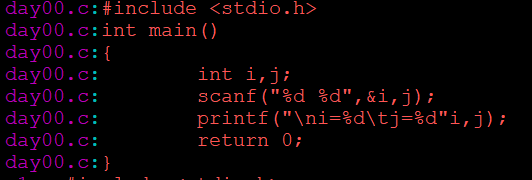 day00.c:#include <stdio.h>
day00.c:int main()
day00.c:{
day00.c:        int i,j;
day00.c:        scanf("%d %d",&i,j);
day00.c:        printf("\ni=%d\tj=%d"i,j);
day00.c:        return 0;
day00.c:}